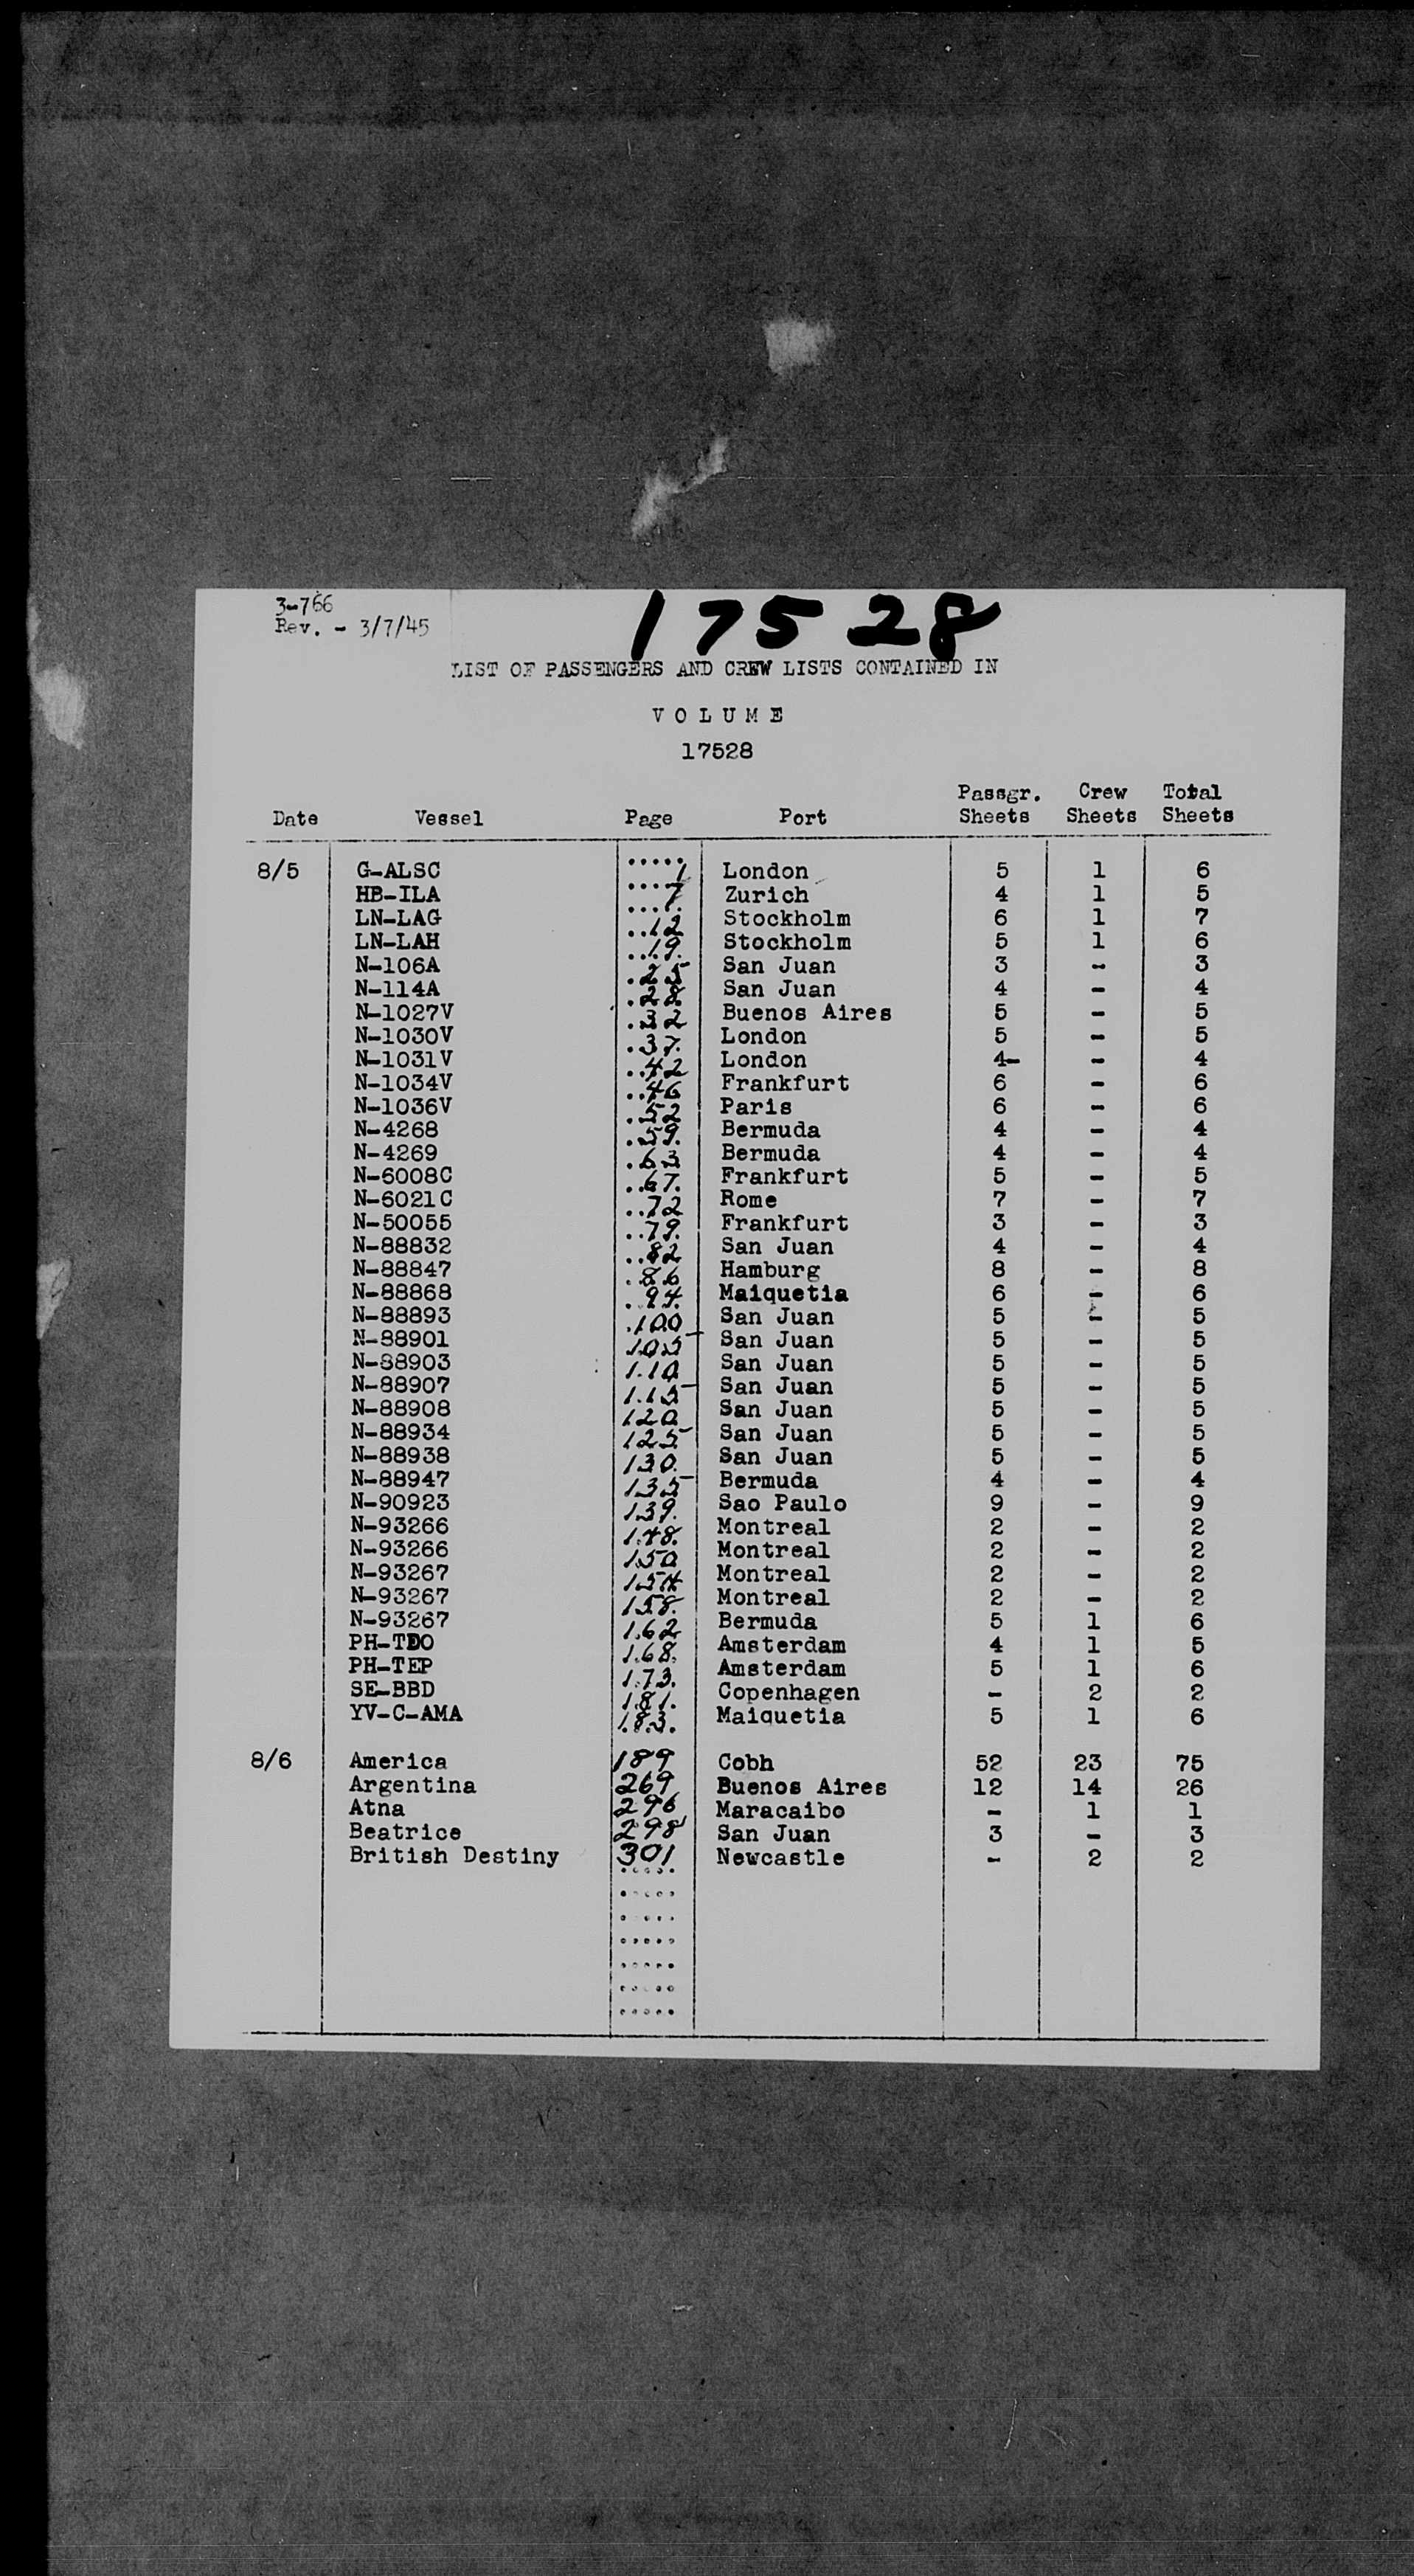 3-766
Rev. - 3/7/45
17528
LIST OF PASSENGERS AND CREW LISTS CONTAINED IN
VOLUME
17528
Date Vessel Page Port Passgr. Sheets Crew Sheets Total Sheets
8/5 G-ALSC 1 London 5 1 6
HB-ILA 7 Zurich 4 1 5
LN-LAG 12 Stockholm 6 1 7
LN-LAH 19 Stockholm 5 1 6
N-106A 25 San Juan 3 - 3
N-114A 28 San Juan 4 - 4
N-1027V 32 Buenos Aires 5 - 5
N-1030V 37 London 5 - 5
N-1031V 42 London 4- - 4
N-1034V 46 Frankfurt 6 - 6
N-1036V 52 Paris 6 - 6
N-4268 59 Bermuda 4 - 4
N-4269 63 Bermuda 4 - 4
N-6008C 67 Frankfurt 5 - 5
N-6021C 72 Rome 7 - 7
N-50055 79 Frankfurt 3 - 3
N-88832 82 San Juan 4 - 4
N-88847 86 Hamburg 8 - 8
N-88868 94 Maiquetia 6 - 6
N-88893 100 San Juan 5 - 5
N-88901 105 San Juan 5 - 5
N-88903 110 San Juan 5 - 5
N-88907 115 San Juan 5 - 5
N-88908 120 San Juan 5 - 5
N-88934 125 San Juan 5 - 5
N-88938 130 San Juan 5 - 5
N-88947 135 Bermuda 4 - 4
N-90923 139 Sao Paulo 9 - 9
N-93266 148 Montreal 2 - 2
N-93266 150 Montreal 2 - 2
N-93267 154 Montreal 2 - 2
N-93267 158 Montreal 2 - 2
N-93267 162 Bermuda 5 1 6
PH-TDO 168 Amsterdam 4 1 5
PH-TEP 173 Amsterdam 5 1 6
SE-BBD 181 Copenhagen - 2 2
YV-C-AMA 183 Maiquetia 5 1 6
8/6 America 189 Cobh 52 23 75
Argentina 269 Buenos Aires 12 14 26
Atna 296 Maracaibo - 1 1
Beatrice 298 San Juan 3 - 3
British Destiny 301 Newcastle - 2 2